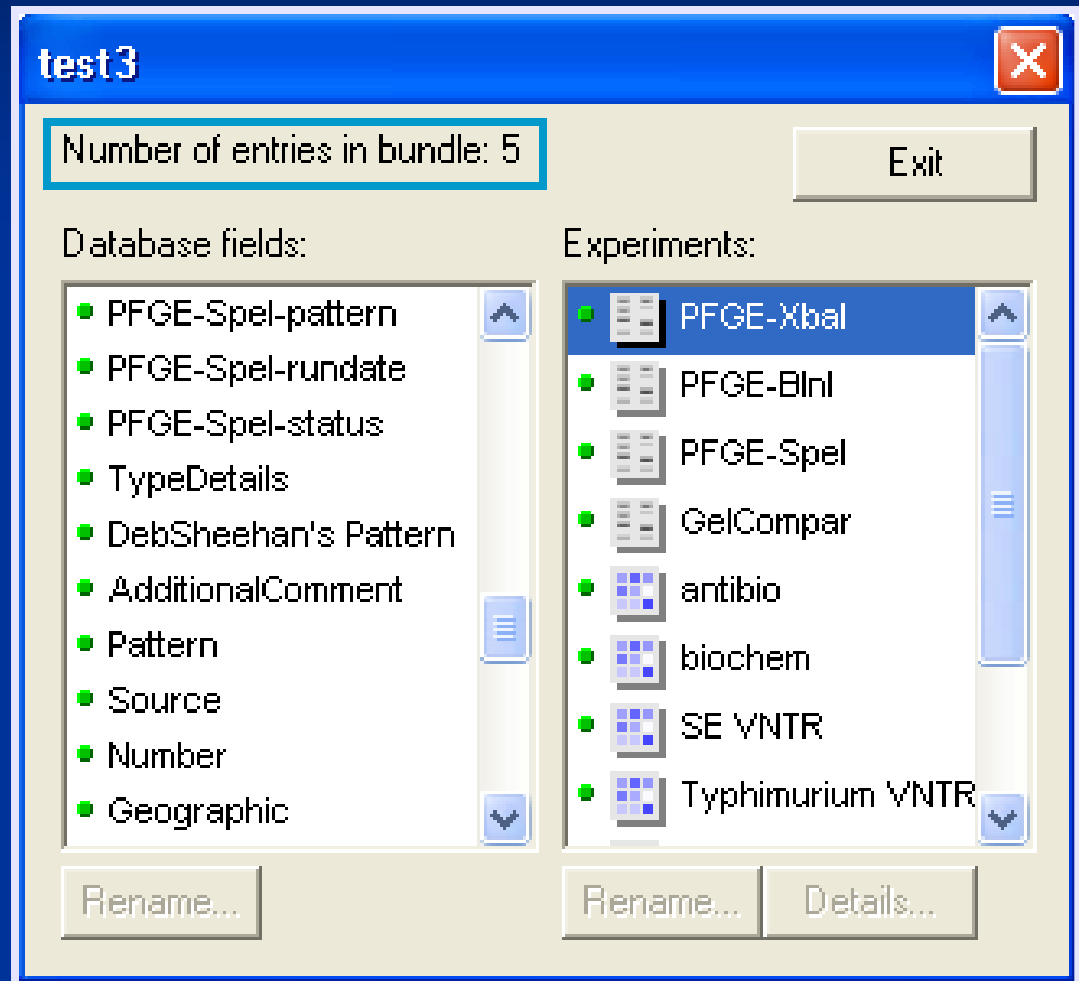 test3
Number of entries in bundle: 5
Exit
Database fields:
PFGE-SpeI-pattern
PFGE-SpeI-rundate
PFGE-SpeI-status
TypeDetails
DebSheehan's Pattern
AdditionalComment
Pattern
Source
Number
Geographic
Rename...
Experiments:
PFGE-XbaI
PFGE-BlnI
PFGE-SpeI
GelCompar
antibio
biochem
SE VNTR
Typhimurium VNTR
Rename...
Details...